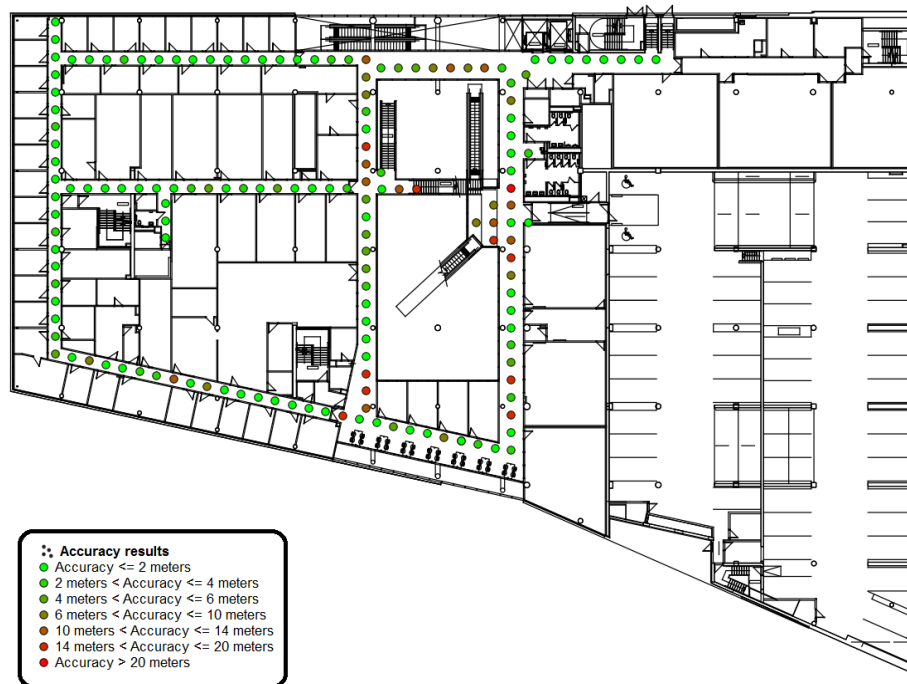 Accuracy results
Accuracy <= 2 meters
2 meters < Accuracy <= 4 meters
4 meters < Accuracy <= 6 meters
6 meters < Accuracy <= 10 meters
10 meters < Accuracy <= 14 meters
14 meters < Accuracy <= 20 meters
Accuracy > 20 meters